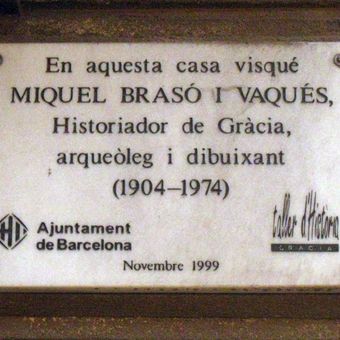 En aquesta casa visqué
MIQUEL BRASÓ I VAQUÉS,
Historiador de Gràcia,
arqueòleg i dibuixant
(1904–1974)
Ajuntament
de Barcelona
taller d'Història
GRÀCIA
Novembre 1999